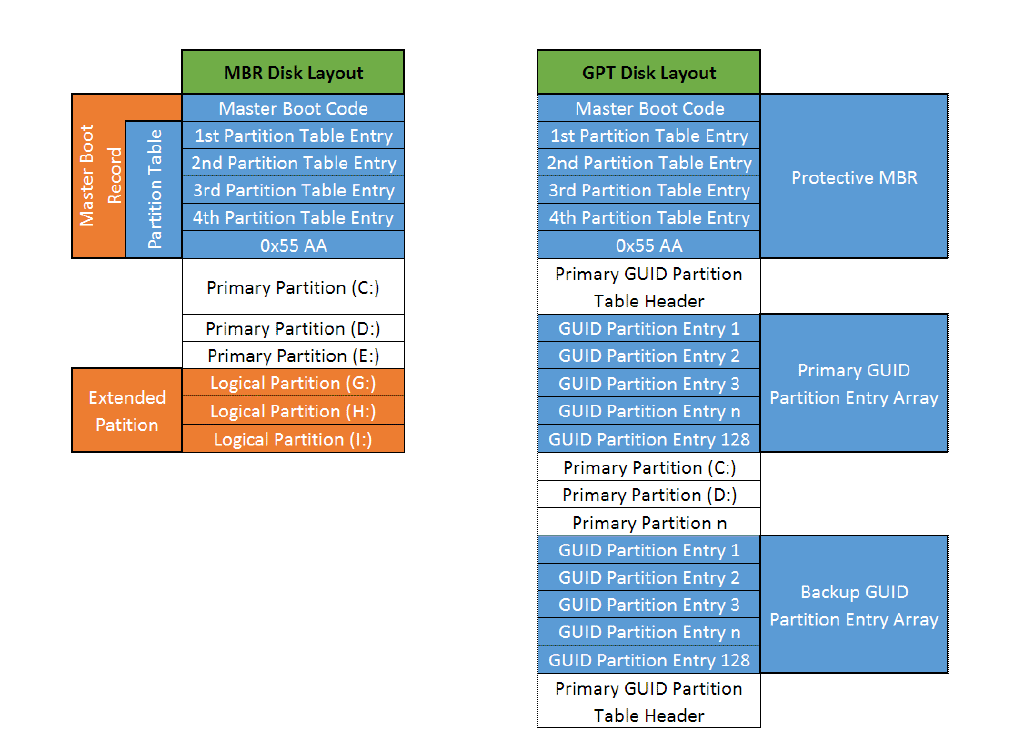 MBR Disk Layout
Master Boot
Record
Partition Table
Master Boot Code
1st Partition Table Entry
2nd Partition Table Entry
3rd Partition Table Entry
4th Partition Table Entry
0x55 AA
Primary Partition (C:)
Primary Partition (D:)
Primary Partition (E:)
Extended
Patition
Logical Partition (G:)
Logical Partition (H:)
Logical Partition (I:)
GPT Disk Layout
Master Boot Code
1st Partition Table Entry
2nd Partition Table Entry
3rd Partition Table Entry
4th Partition Table Entry
0x55 AA
Protective MBR
Primary GUID Partition
Table Header
GUID Partition Entry 1
GUID Partition Entry 2
GUID Partition Entry 3
GUID Partition Entry n
GUID Partition Entry 128
Primary GUID
Partition Entry Array
Primary Partition (C:)
Primary Partition (D:)
Primary Partition n
GUID Partition Entry 1
GUID Partition Entry 2
GUID Partition Entry 3
GUID Partition Entry n
GUID Partition Entry 128
Backup GUID
Partition Entry Array
Primary GUID Partition
Table Header